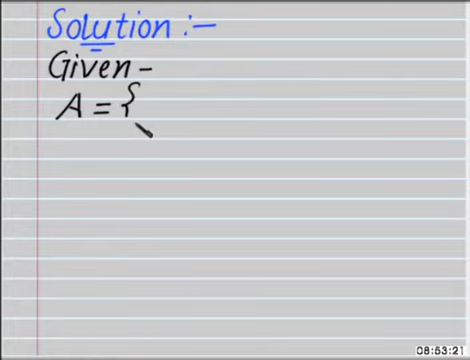 Solution :-
Given -
A = {
08:53:21